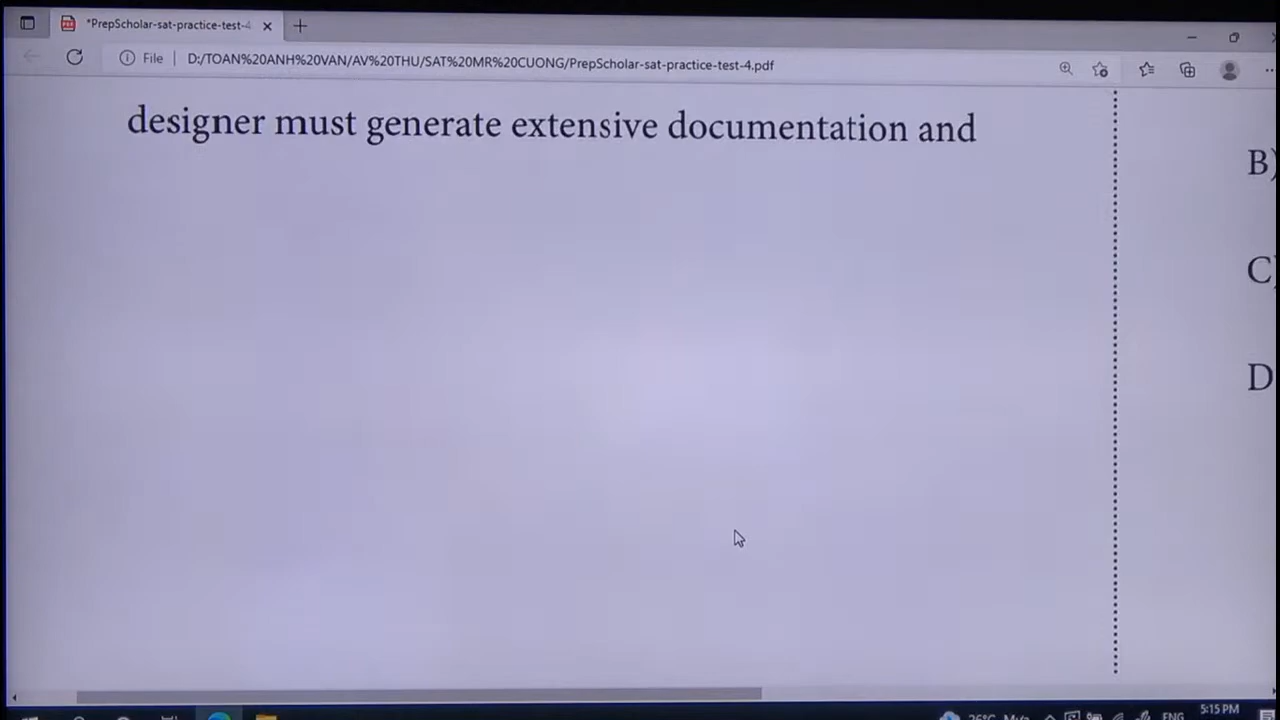 *PrepScholar-sat-practice-test-4
File
D:/TOAN%20ANH%20VAN/AV%20THU/SAT%20MR%20CUONG/PrepScholar-sat-practice-test-4.pdf
designer must generate extensive documentation and
B)
C)
D
ENG
5:15 PM